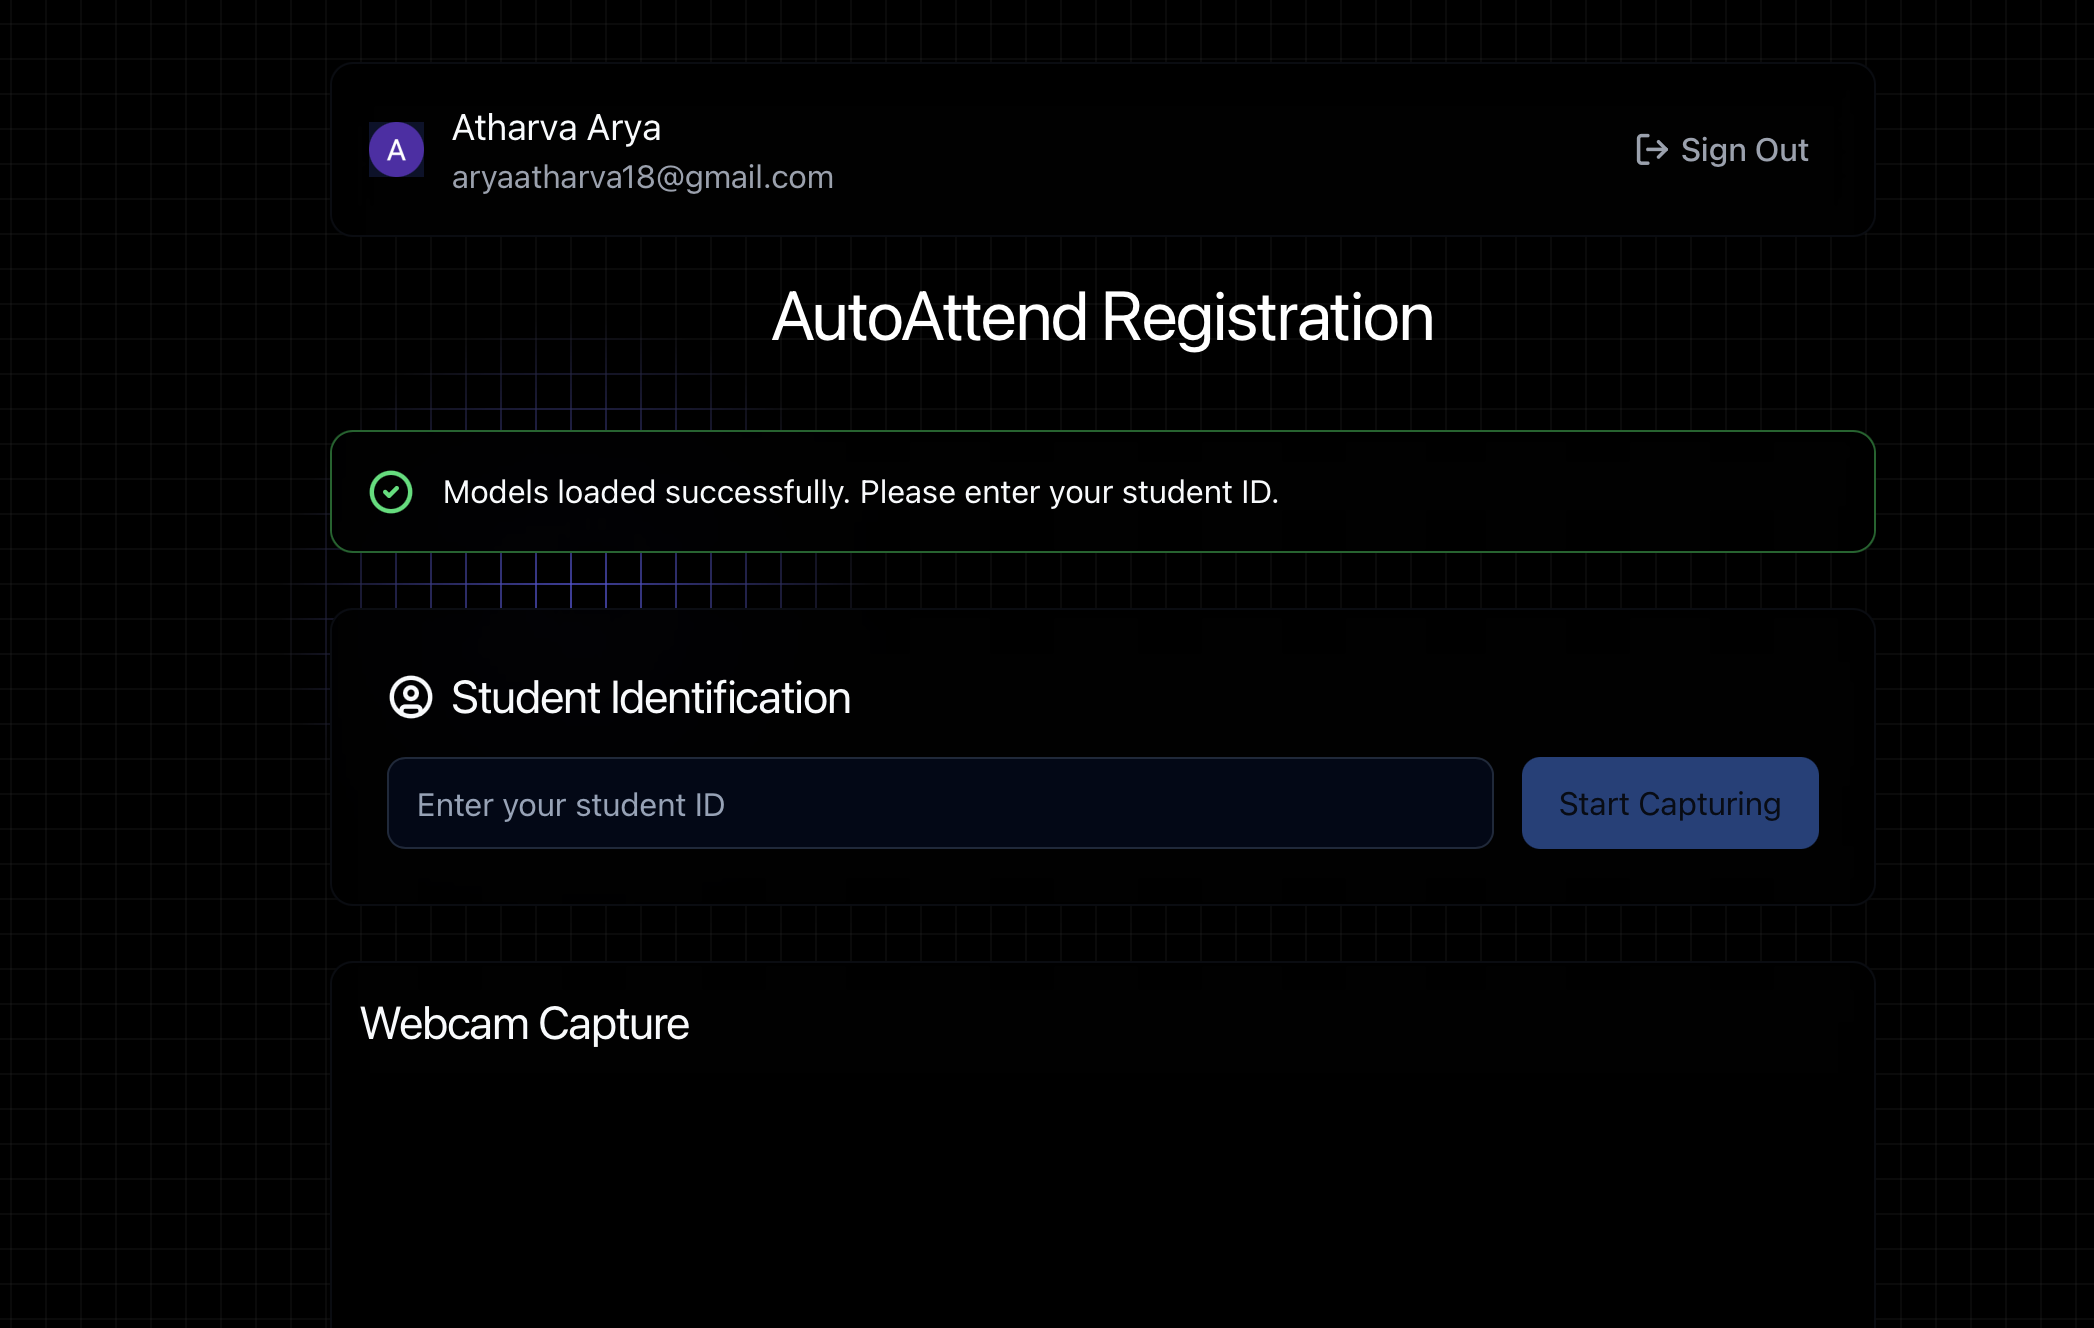 A
Atharva Arya
aryaatharva18@gmail.com
Sign Out
AutoAttend Registration
Models loaded successfully. Please enter your student ID.
Student Identification
Enter your student ID
Start Capturing
Webcam Capture